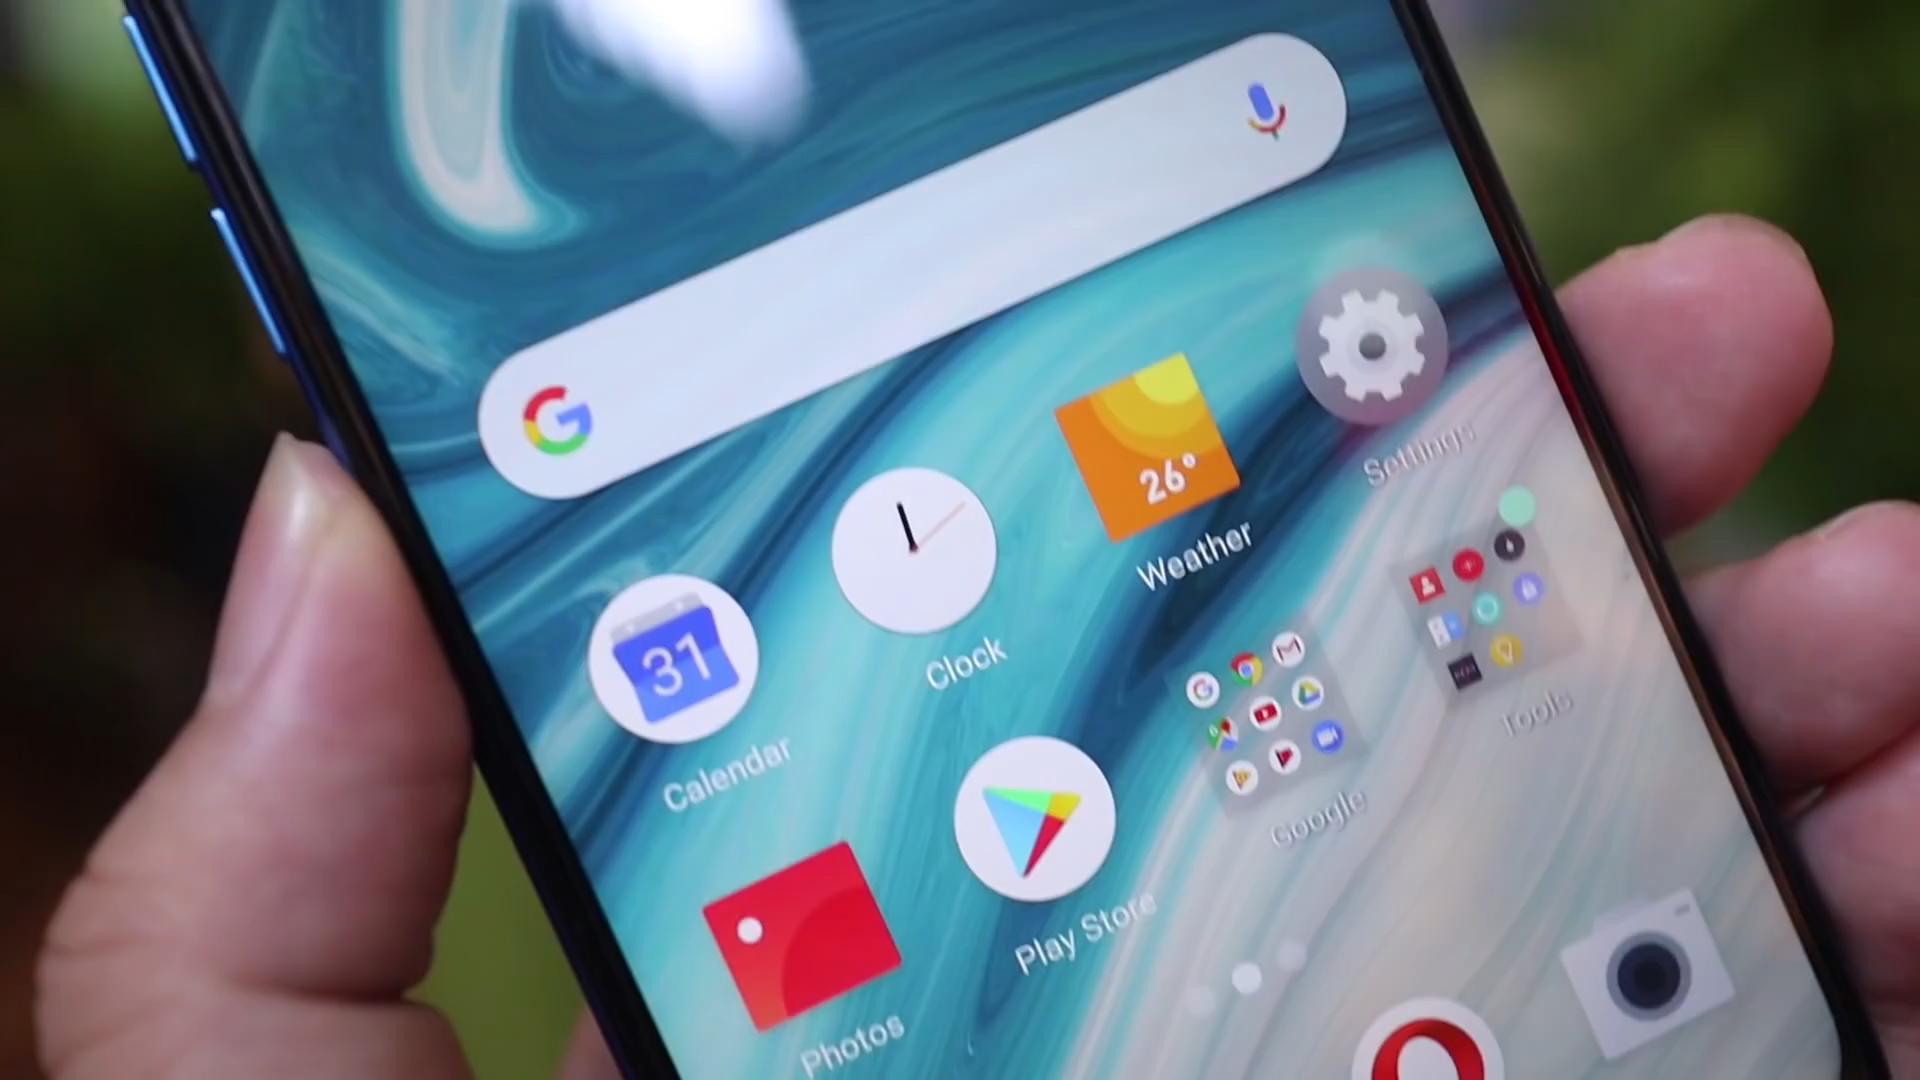 G
26°
Settings
Weather
Clock
31
Calendar
Tools
Google
Play Store
Photos